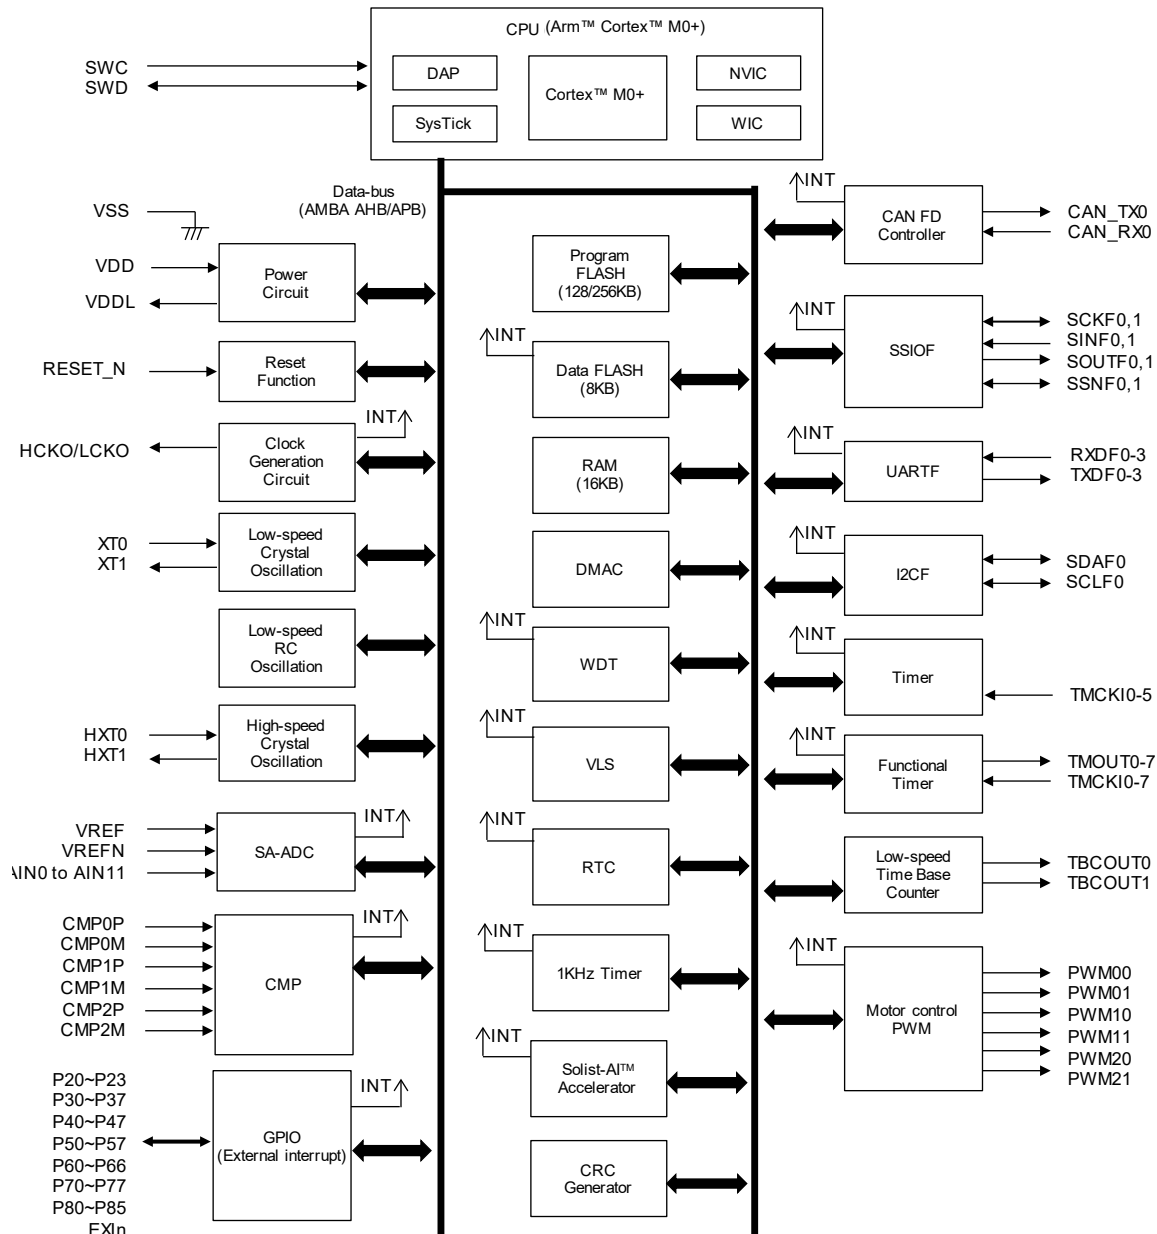 CPU (Arm™ Cortex™ M0+)
SWC
SWD
DAP
Cortex™ M0+
NVIC
SysTick
WIC
Data-bus
(AMBA AHB/APB)
VSS
VDD
VDDL
Power
Circuit
RESET_N
Reset
Function
HCKO/LCKO
Clock
Generation
Circuit
INT
XT0
XT1
Low-speed
Crystal
Oscillation
Low-speed
RC
Oscillation
HXT0
HXT1
High-speed
Crystal
Oscillation
VREF
VREFN
AIN0 to AIN11
SA-ADC
INT
CMP0P
CMP0M
CMP1P
CMP1M
CMP2P
CMP2M
CMP
INT
P20~P23
P30~P37
P40~P47
P50~P57
P60~P66
P70~P77
P80~P85
EXIn
GPIO
(External interrupt)
INT
Program
FLASH
(128/256KB)
INT
Data FLASH
(8KB)
RAM
(16KB)
DMAC
INT
WDT
INT
VLS
INT
RTC
INT
1KHz Timer
INT
Solist-AI™
Accelerator
CRC
Generator
INT
CAN FD
Controller
CAN_TX0
CAN_RX0
INT
SSIOF
SCKF0,1
SINF0,1
SOUTF0,1
SSNF0,1
INT
UARTF
RXDF0-3
TXDF0-3
INT
I2CF
SDAF0
SCLF0
INT
Timer
TMCKI0-5
INT
Functional
Timer
TMOUT0-7
TMCKI0-7
Low-speed
Time Base
Counter
TBCOUT0
TBCOUT1
INT
Motor control
PWM
PWM00
PWM01
PWM10
PWM11
PWM20
PWM21